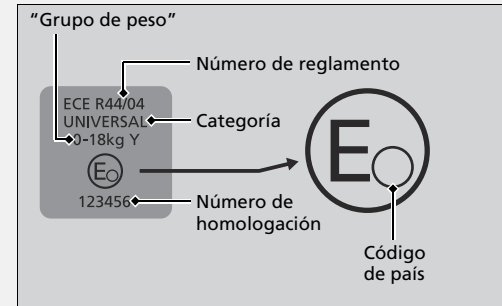 "Grupo de peso"
Número de reglamento
ECE R44/04
UNIVERSAL
Categoría
0-18kg Y
E
E
123456
Número de
homologación
Código
de país